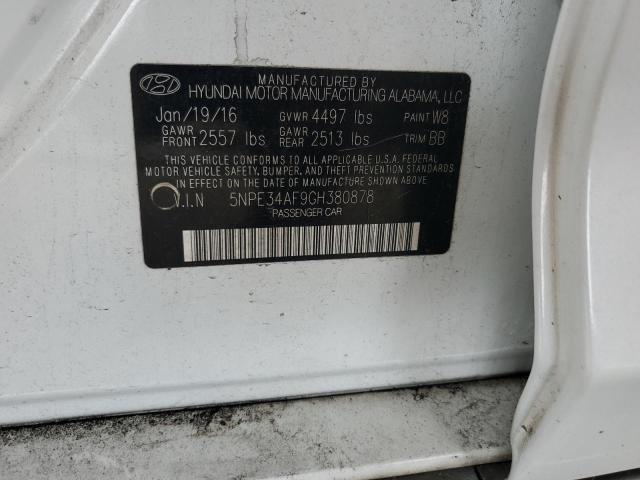 MANUFACTURED BY
HYUNDAI MOTOR MANUFACTURING ALABAMA, LLC
Jan/19/16 GVWR 4497 lbs PAINT W8
GAWR FRONT 2557 lbs GAWR REAR 2513 lbs TRIM BB
THIS VEHICLE CONFORMS TO ALL APPLICABLE U.S.A. FEDERAL
MOTOR VEHICLE SAFETY, BUMPER, AND THEFT PREVENTION STANDARDS
IN EFFECT ON THE DATE OF MANUFACTURE SHOWN ABOVE.
V.I.N 5NPE34AF9GH380878
PASSENGER CAR